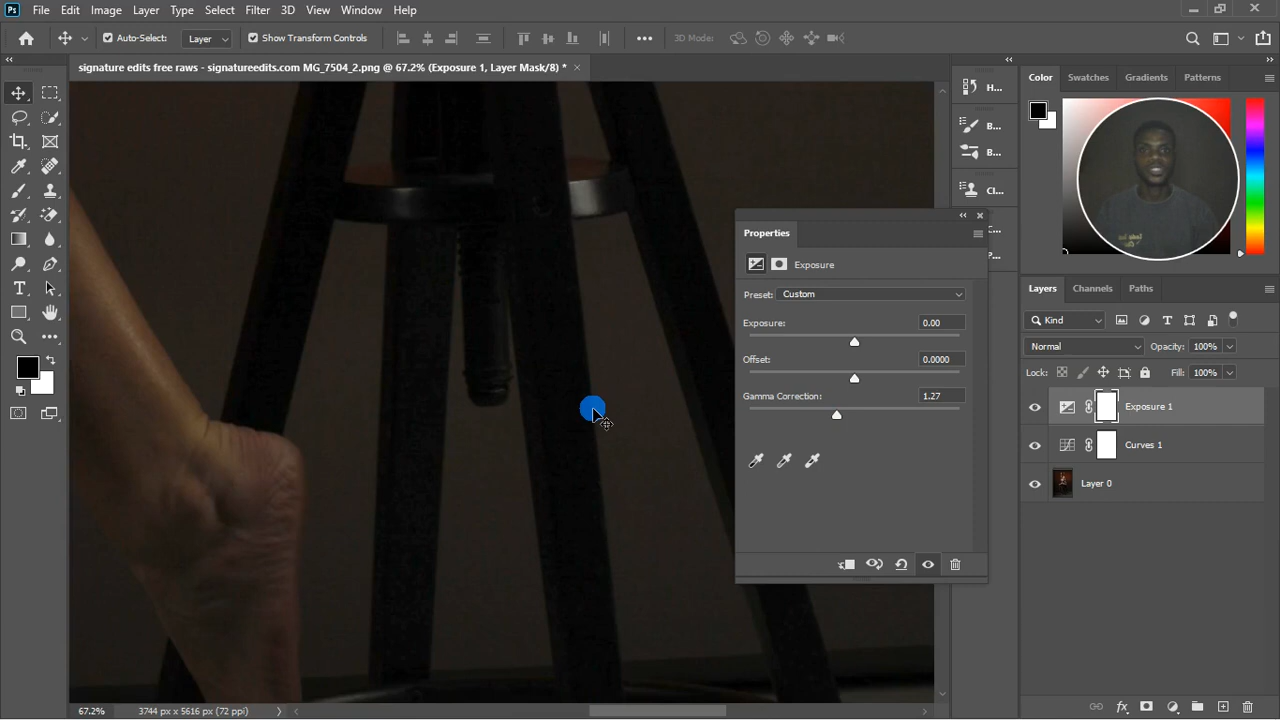 Ps File Edit Image Layer Type Select Filter 3D View Window Help
Auto-Select: Layer Show Transform Controls 3D Mode:
signature edits free raws - signatureedits.com MG_7504_2.png @ 67.2% (Exposure 1, Layer Mask/8) *
H...
B...
B...
Cl...
C...
P...
Color Swatches Gradients Patterns
Properties
Exposure
Preset: Custom
Exposure: 0.00
Offset: 0.0000
Gamma Correction: 1.27
Layers Channels Paths
Kind
Normal Opacity: 100%
Lock: Fill: 100%
Exposure 1
Curves 1
Layer 0
67.2% 3744 px x 5616 px (72 ppi)